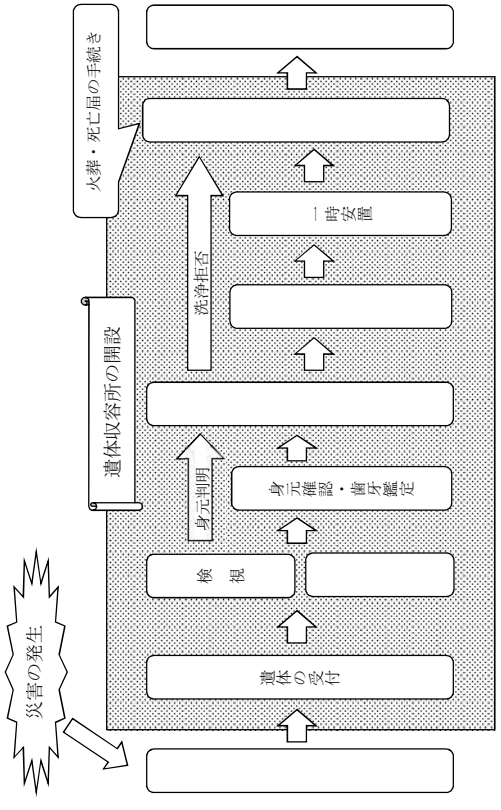 災害の発生
遺体収容所の開設
火葬・死亡届の手続き
遺体の受付
検視
身元判明
身元確認・歯牙鑑定
洗浄拒否
一時安置